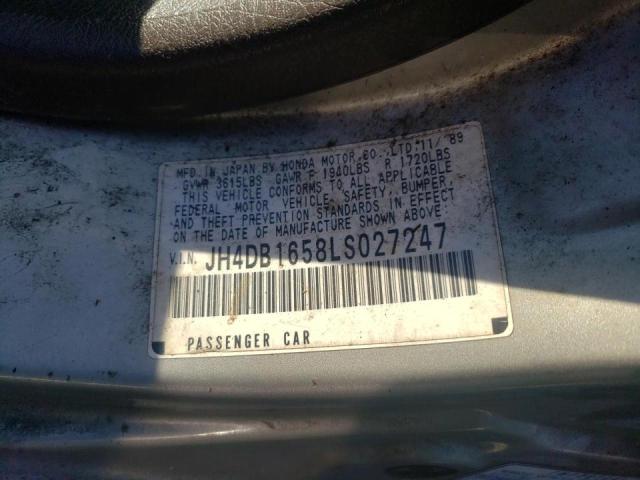 MFD. IN JAPAN BY HONDA MOTOR CO., LTD. 11/ '89
GVWR 3615LBS GAWR F 1940LBS R 1720LBS
THIS VEHICLE CONFORMS TO ALL APPLICABLE
FEDERAL MOTOR VEHICLE SAFETY, BUMPER,
AND THEFT PREVENTION STANDARDS IN EFFECT
ON THE DATE OF MANUFACTURE SHOWN ABOVE.
V.I.N. JH4DB1658LS027247
PASSENGER CAR